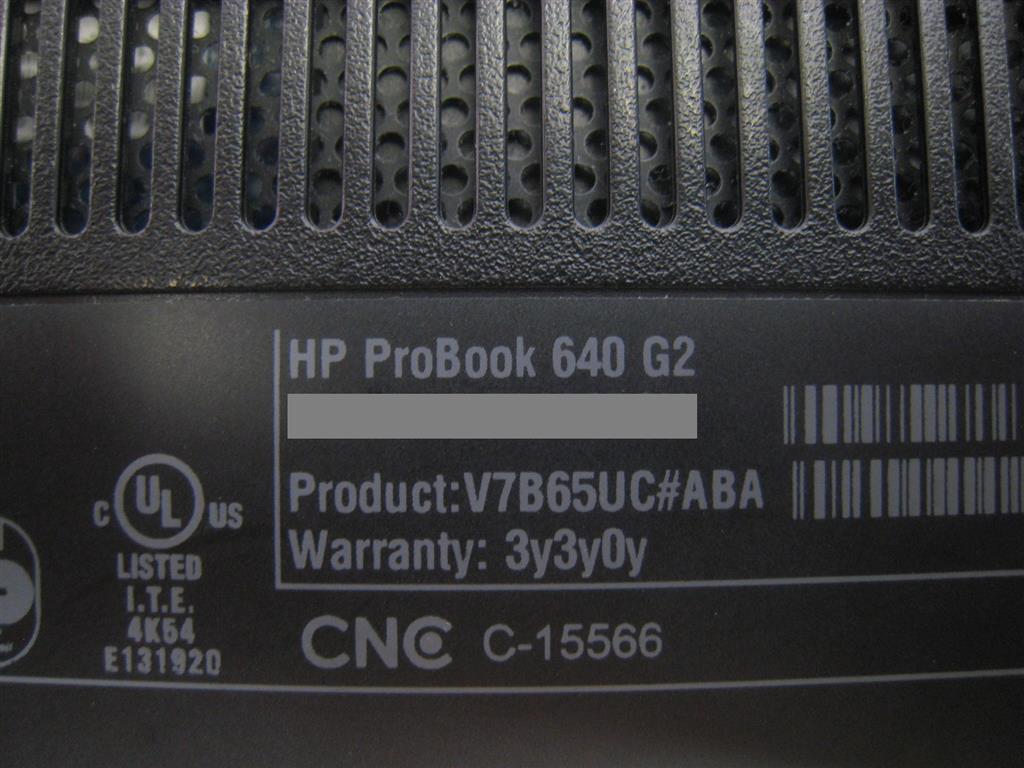 HP ProBook 640 G2
Product:V7B65UC#ABA
Warranty: 3y3y0y
C UL US
LISTED
I.T.E.
4K54
E131920
CNC C-15566